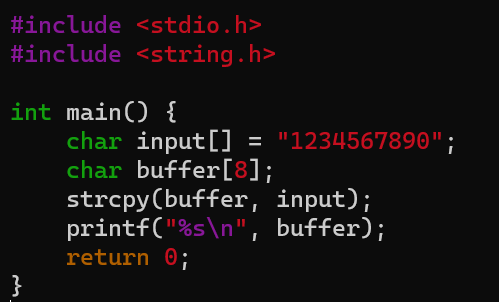 #include <stdio.h>
#include <string.h>

int main() {
    char input[] = "1234567890";
    char buffer[8];
    strcpy(buffer, input);
    printf("%s\n", buffer);
    return 0;
}